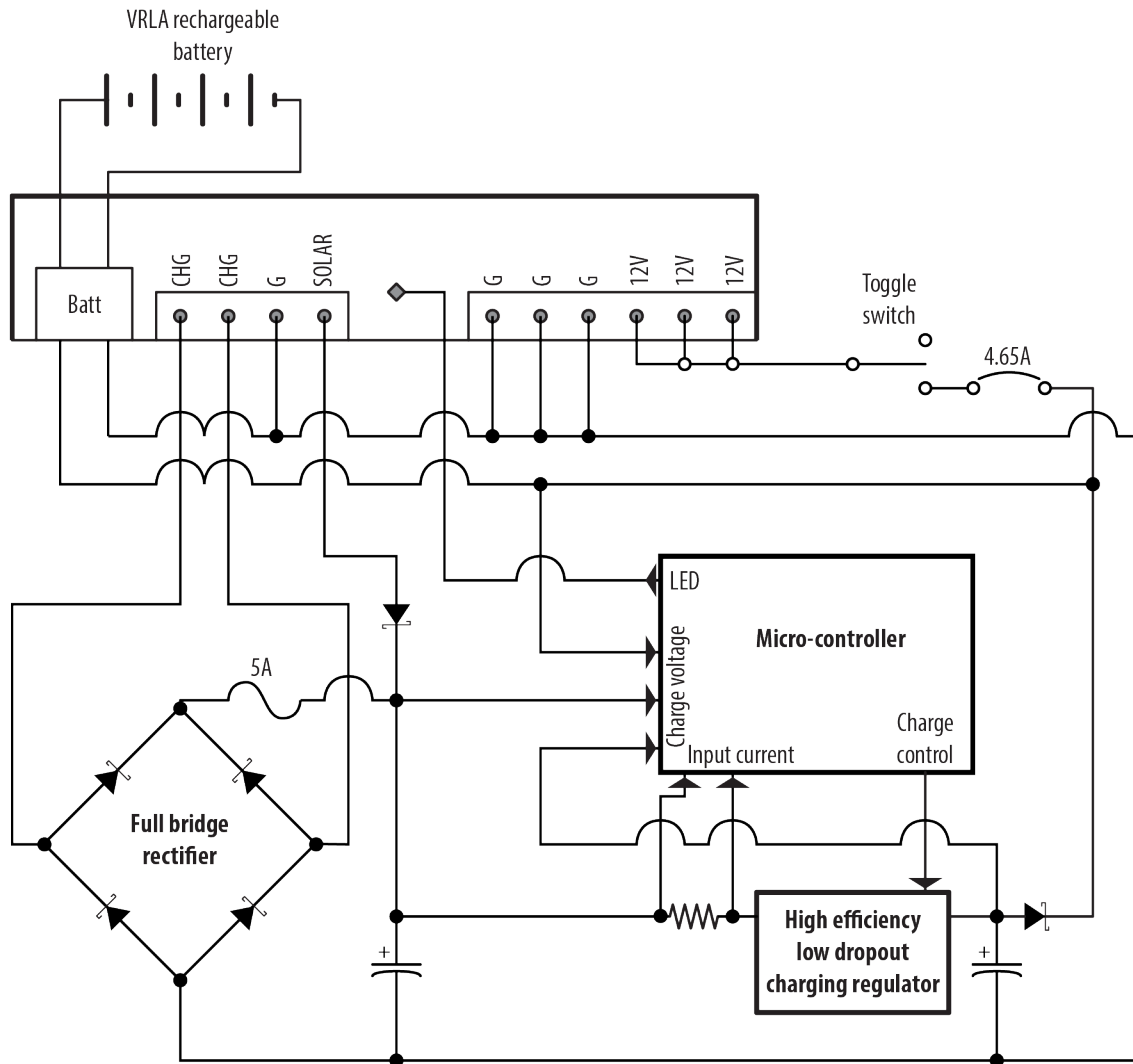 VRLA rechargeable
battery
Batt
CHG
CHG
G
SOLAR
G
G
G
12V
12V
12V
Toggle
switch
4.65A
5A
LED
Charge voltage
Micro-controller
Input current
Charge
control
Full bridge
rectifier
+
+
High efficiency
low dropout
charging regulator